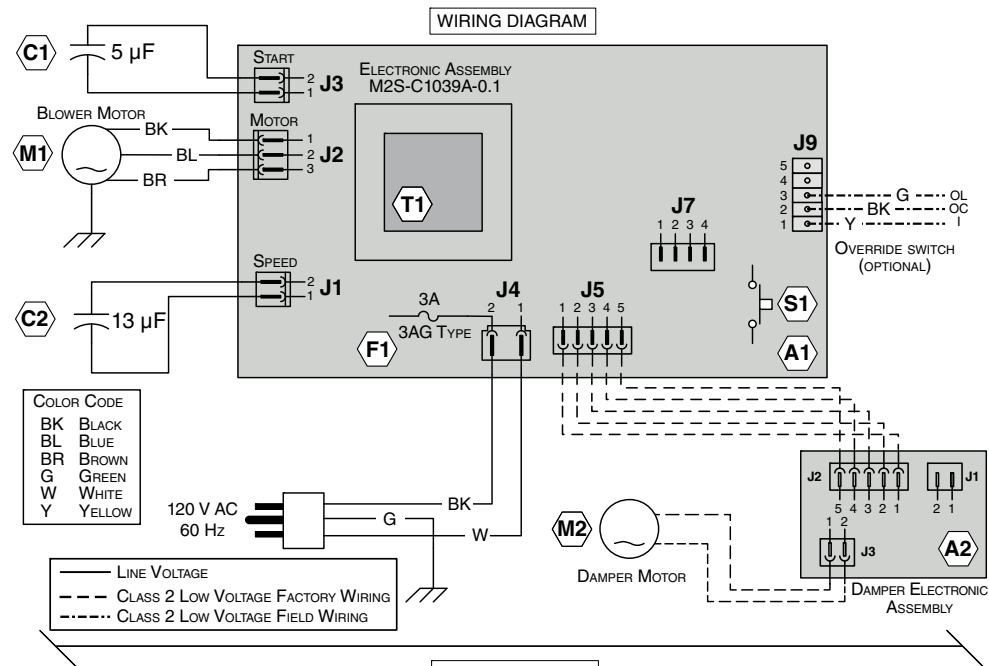 WIRING DIAGRAM
C1
5 µF
START
2
1
J3
ELECTRONIC ASSEMBLY
M2S-C1039A-0.1
BLOWER MOTOR
M1
BK
BL
BR
MOTOR
1
2
3
J2
T1
J9
5
4
3
2
1
G
OL
BK
OC
Y
I
OVERRIDE SWITCH
(OPTIONAL)
J7
1 2 3 4
SPEED
2
1
J1
C2
13 µF
3A
3AG TYPE
F1
J4
2 1
J5
1 2 3 4 5
S1
A1
COLOR CODE
BK BLACK
BL BLUE
BR BROWN
G GREEN
W WHITE
Y YELLOW
120 V AC
60 HZ
BK
G
W
M2
DAMPER MOTOR
J2
5 4 3 2 1
J1
2 1
1 2
J3
A2
DAMPER ELECTRONIC
ASSEMBLY
LINE VOLTAGE
CLASS 2 LOW VOLTAGE FACTORY WIRING
CLASS 2 LOW VOLTAGE FIELD WIRING